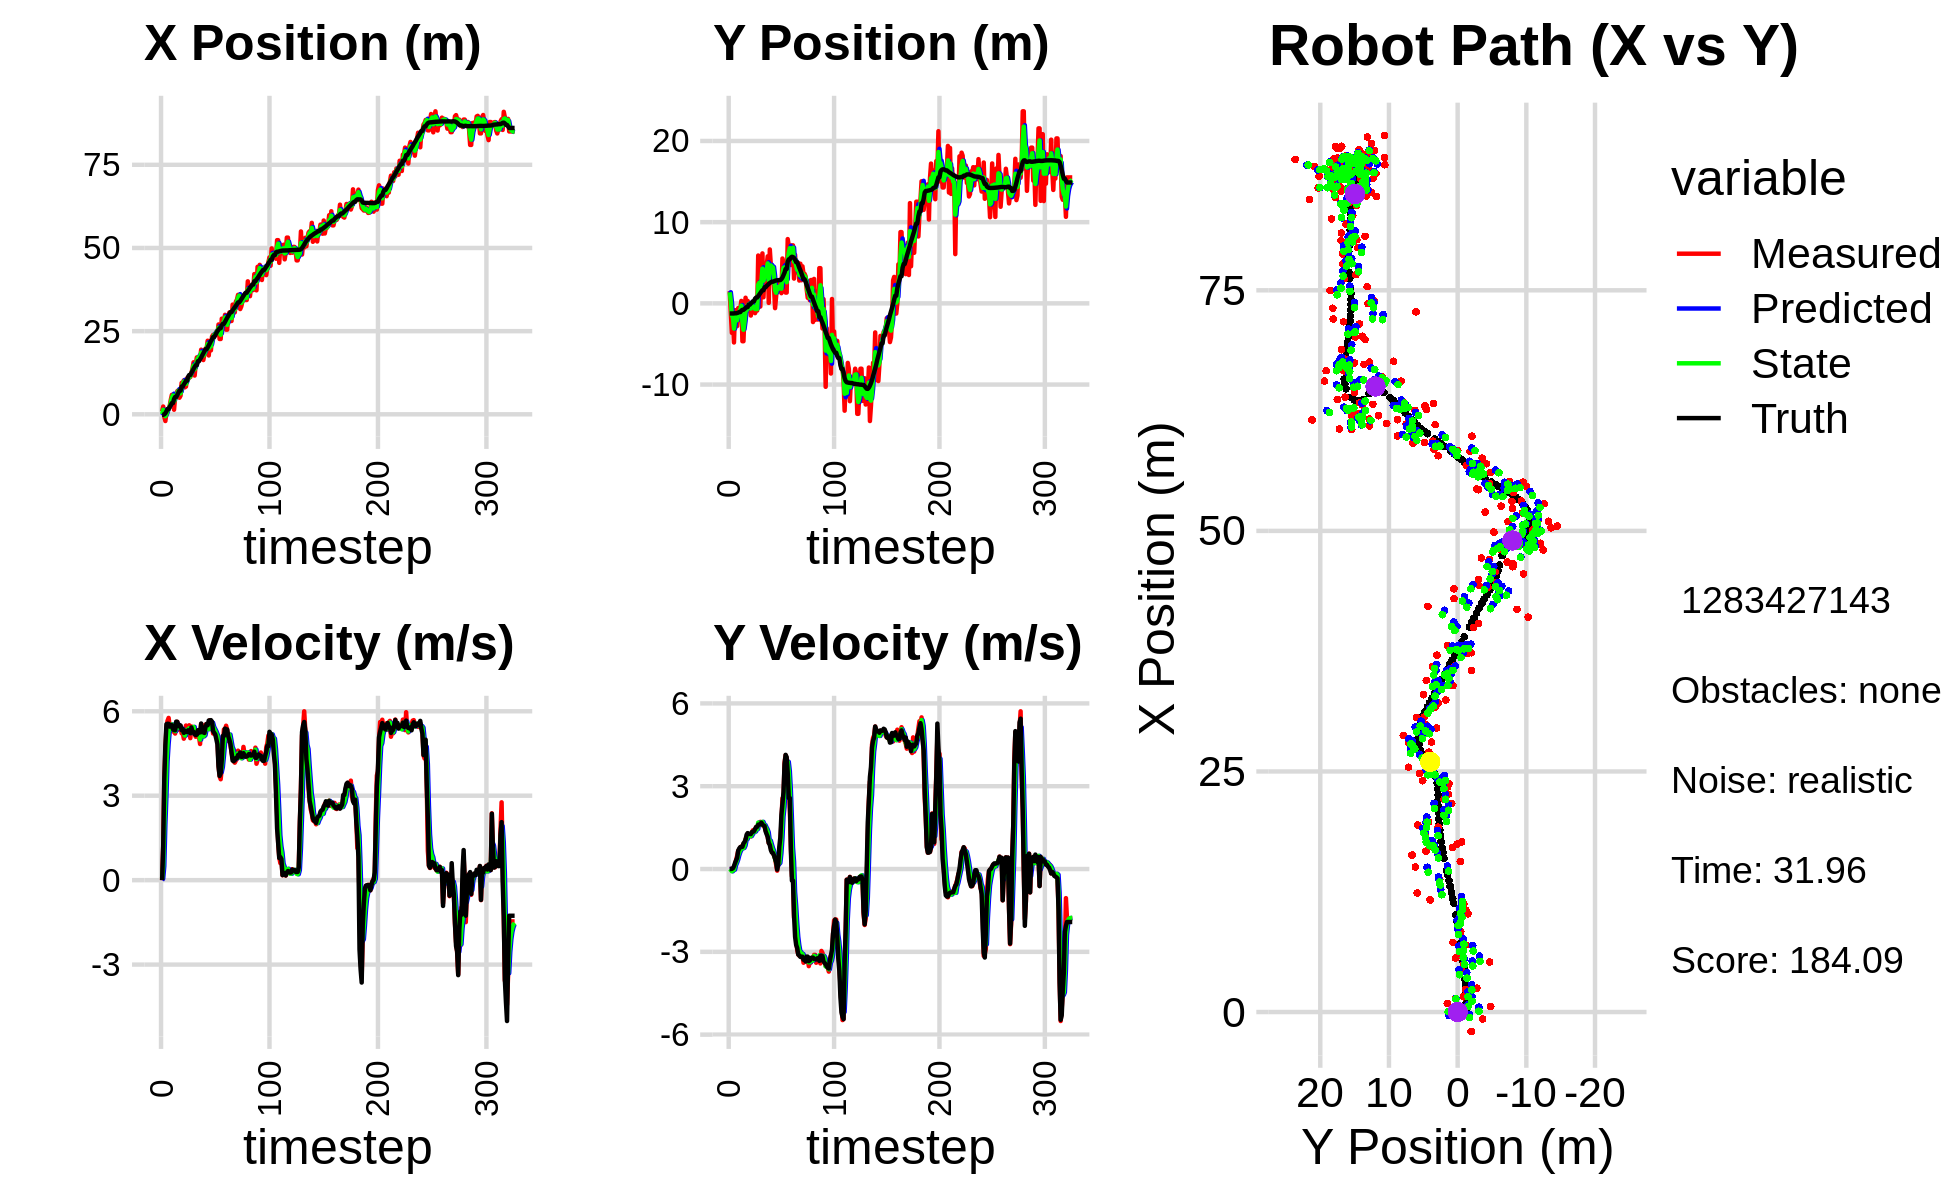 X Position (m)
75
50
25
0
0
100
200
300
timestep
Y Position (m)
20
10
0
-10
0
100
200
300
timestep
X Velocity (m/s)
6
3
0
-3
0
100
200
300
timestep
Y Velocity (m/s)
6
3
0
-3
-6
0
100
200
300
timestep
Robot Path (X vs Y)
X Position (m)
75
50
25
0
20 10 0 -10 -20
Y Position (m)
variable
Measured
Predicted
State
Truth
1283427143
Obstacles: none
Noise: realistic
Time: 31.96
Score: 184.09